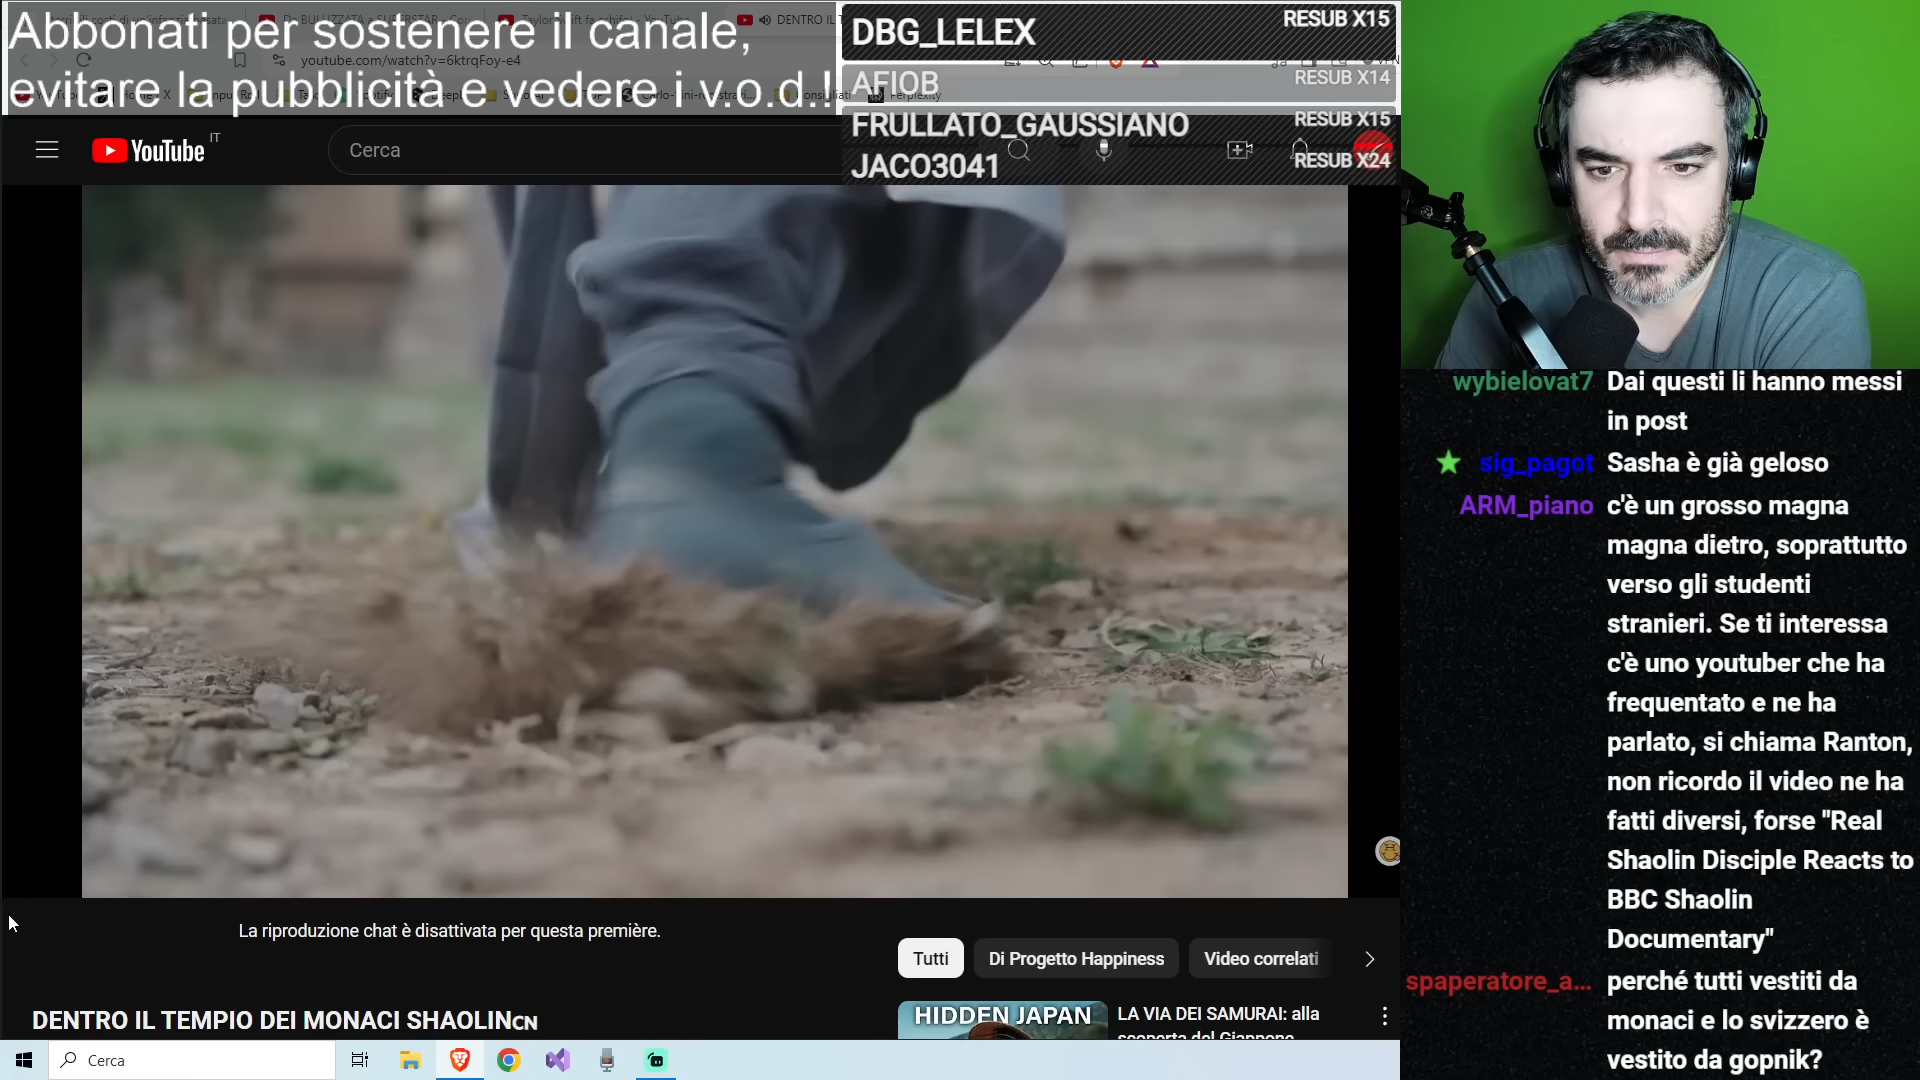 Abbonati per sostenere il canale,
evitare la pubblicità e vedere i v.o.d.!
youtube.com/watch?v=6ktrqFoy-e4
DENTRO IL T
DBG_LELEX RESUB X15
AFIOB RESUB X14
FRULLATO_GAUSSIANO RESUB X15
JACO3041 RESUB X24
YouTube IT
Cerca
wybielovat7 Dai questi li hanno messi
in post
sig_pagot Sasha è già geloso
ARM_piano c'è un grosso magna
magna dietro, soprattutto
verso gli studenti
stranieri. Se ti interessa
c'è uno youtuber che ha
frequentato e ne ha
parlato, si chiama Ranton,
non ricordo il video ne ha
fatti diversi, forse "Real
Shaolin Disciple Reacts to
BBC Shaolin
Documentary"
spaperatore_a... perché tutti vestiti da
monaci e lo svizzero è
vestito da gopnik?
La riproduzione chat è disattivata per questa première.
Tutti
Di Progetto Happiness
Video correlati
DENTRO IL TEMPIO DEI MONACI SHAOLINCN
HIDDEN JAPAN
LA VIA DEI SAMURAI: alla
scoperta del Giappone
Cerca